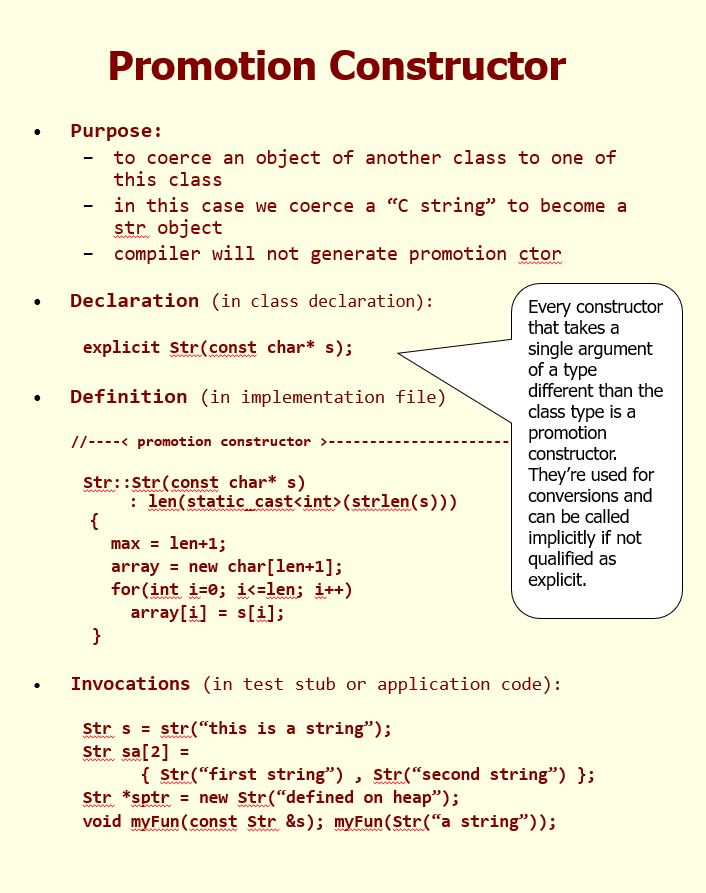 Promotion Constructor
• Purpose:
– to coerce an object of another class to one of
this class
– in this case we coerce a “C string” to become a
str object
– compiler will not generate promotion ctor
• Declaration (in class declaration):
explicit Str(const char* s);
Every constructor
that takes a
single argument
of a type
different than the
class type is a
promotion
constructor.
They’re used for
conversions and
can be called
implicitly if not
qualified as
explicit.
• Definition (in implementation file)
//----< promotion constructor >----------------------
Str::Str(const char* s)
: len(static_cast<int>(strlen(s)))
{
max = len+1;
array = new char[len+1];
for(int i=0; i<=len; i++)
array[i] = s[i];
}
• Invocations (in test stub or application code):
Str s = str(“this is a string”);
Str sa[2] =
{ Str(“first string”) , Str(“second string”) };
Str *sptr = new Str(“defined on heap”);
void myFun(const Str &s); myFun(Str(“a string”));